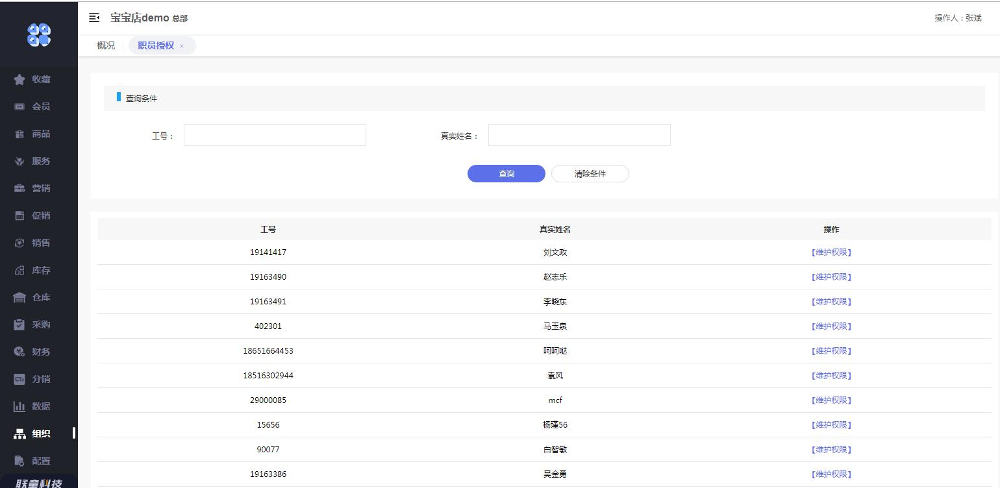 宝宝店demo 总部
操作人：张斌
概况
职员授权 ×
收藏
会员
商品
服务
营销
促销
销售
库存
仓库
采购
财务
分销
数据
组织
配置
联童科技
查询条件
工号：
真实姓名：
查询
清除条件
工号 真实姓名 操作
19141417 刘文政 【维护权限】
19163490 赵志乐 【维护权限】
19163491 李晓东 【维护权限】
402301 马玉泉 【维护权限】
18651664453 呵呵哒 【维护权限】
18516302944 袁风 【维护权限】
29000085 mcf 【维护权限】
15656 杨瑾56 【维护权限】
90077 白智敏 【维护权限】
19163386 吴金勇 【维护权限】